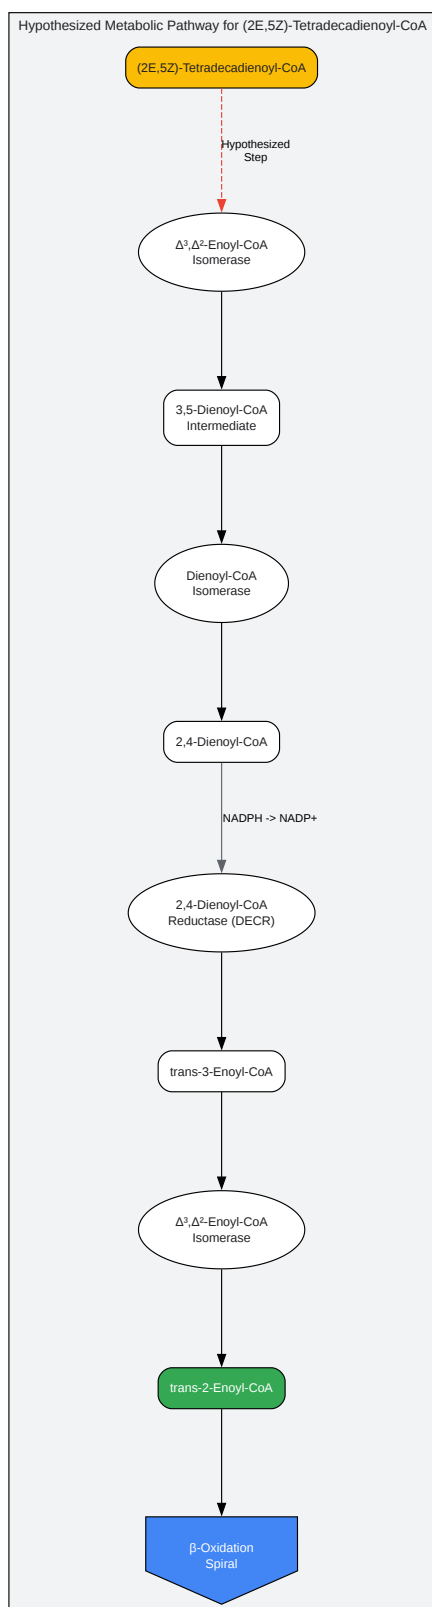 Hypothesized Metabolic Pathway for (2E,5Z)-Tetradecadienoyl-CoA
(2E,5Z)-Tetradecadienoyl-CoA
Hypothesized
Step
Δ³,Δ²-Enoyl-CoA
Isomerase
3,5-Dienoyl-CoA
Intermediate
Dienoyl-CoA
Isomerase
2,4-Dienoyl-CoA
NADPH -> NADP+
2,4-Dienoyl-CoA
Reductase (DECR)
trans-3-Enoyl-CoA
Δ³,Δ²-Enoyl-CoA
Isomerase
trans-2-Enoyl-CoA
β-Oxidation
Spiral